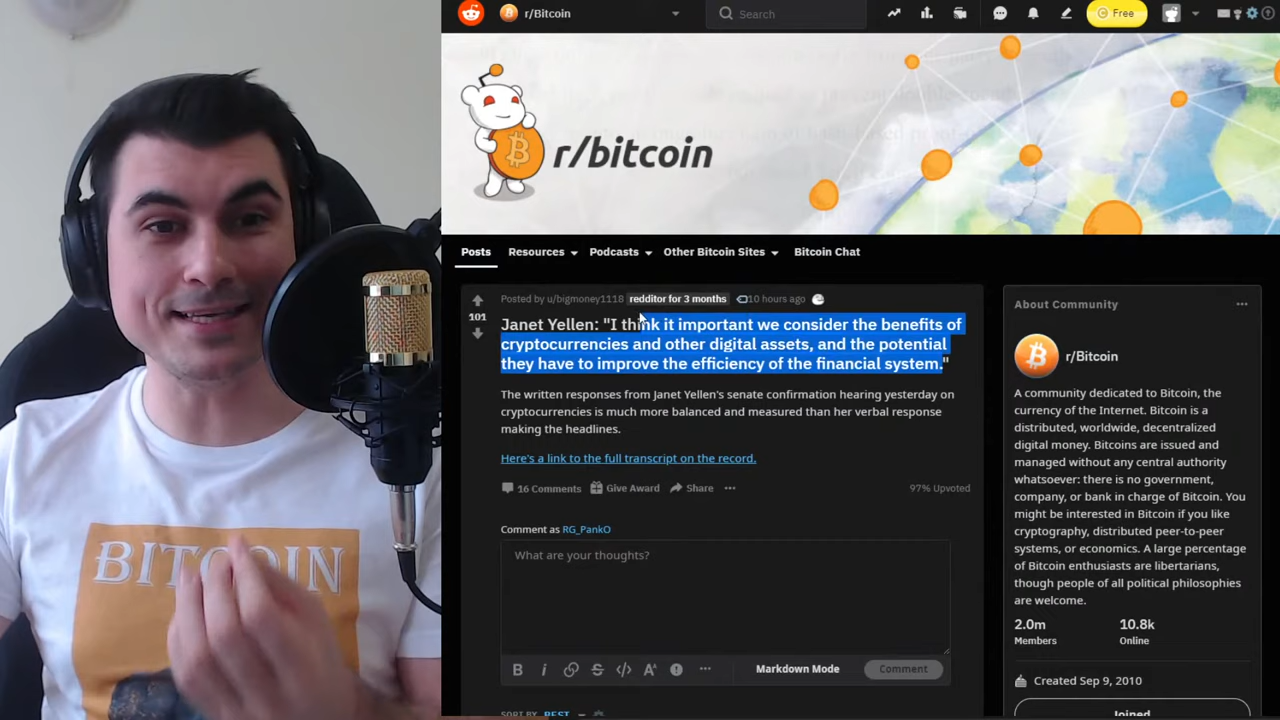 r/Bitcoin
Search
Free
r/bitcoin
Posts
Resources
Podcasts
Other Bitcoin Sites
Bitcoin Chat
Posted by u/bigmoney1118 redditor for 3 months 10 hours ago
101
Janet Yellen: "I think it important we consider the benefits of
cryptocurrencies and other digital assets, and the potential
they have to improve the efficiency of the financial system."
The written responses from Janet Yellen's senate confirmation hearing yesterday on
cryptocurrencies is much more balanced and measured than her verbal response
making the headlines.
Here's a link to the full transcript on the record.
16 Comments Give Award Share ... 97% Upvoted
Comment as RG_PankO
What are your thoughts?
B i Markdown Mode Comment
SORT BY BEST
About Community
r/Bitcoin
A community dedicated to Bitcoin, the
currency of the Internet. Bitcoin is a
distributed, worldwide, decentralized
digital money. Bitcoins are issued and
managed without any central authority
whatsoever: there is no government,
company, or bank in charge of Bitcoin. You
might be interested in Bitcoin if you like
cryptography, distributed peer-to-peer
systems, or economics. A large percentage
of Bitcoin enthusiasts are libertarians,
though people of all political philosophies
are welcome.
2.0m 10.8k
Members Online
Created Sep 9, 2010
Joined
BITCOIN